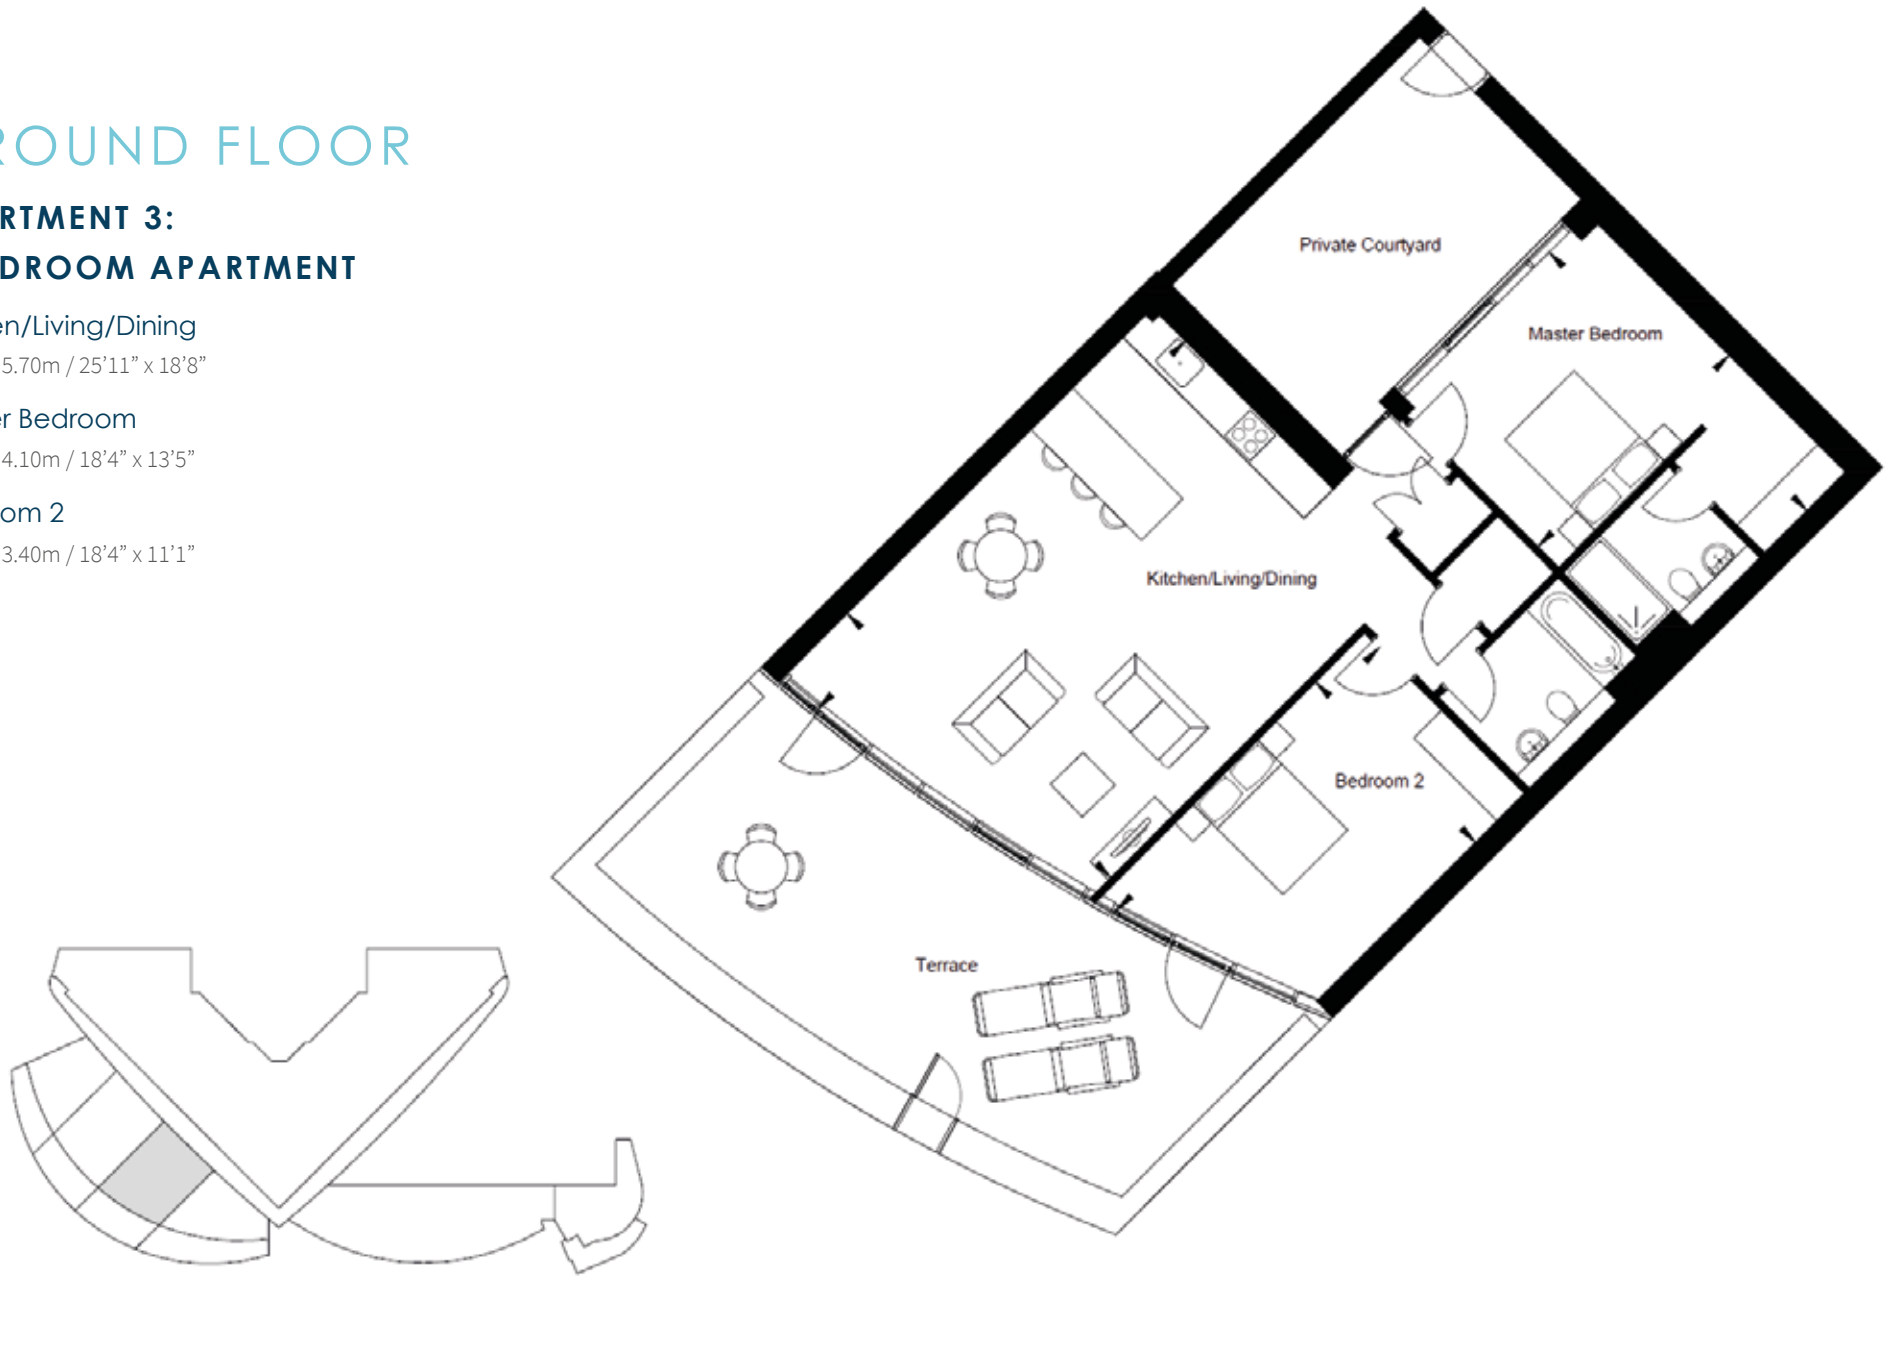 ROUND FLOOR
RTMENT 3:
DROOM APARTMENT
en/Living/Dining
5.70m / 25’11” x 18’8”
er Bedroom
4.10m / 18’4” x 13’5”
oom 2
3.40m / 18’4” x 11’1”
Private Courtyard
Master Bedroom
Kitchen/Living/Dining
Bedroom 2
Terrace